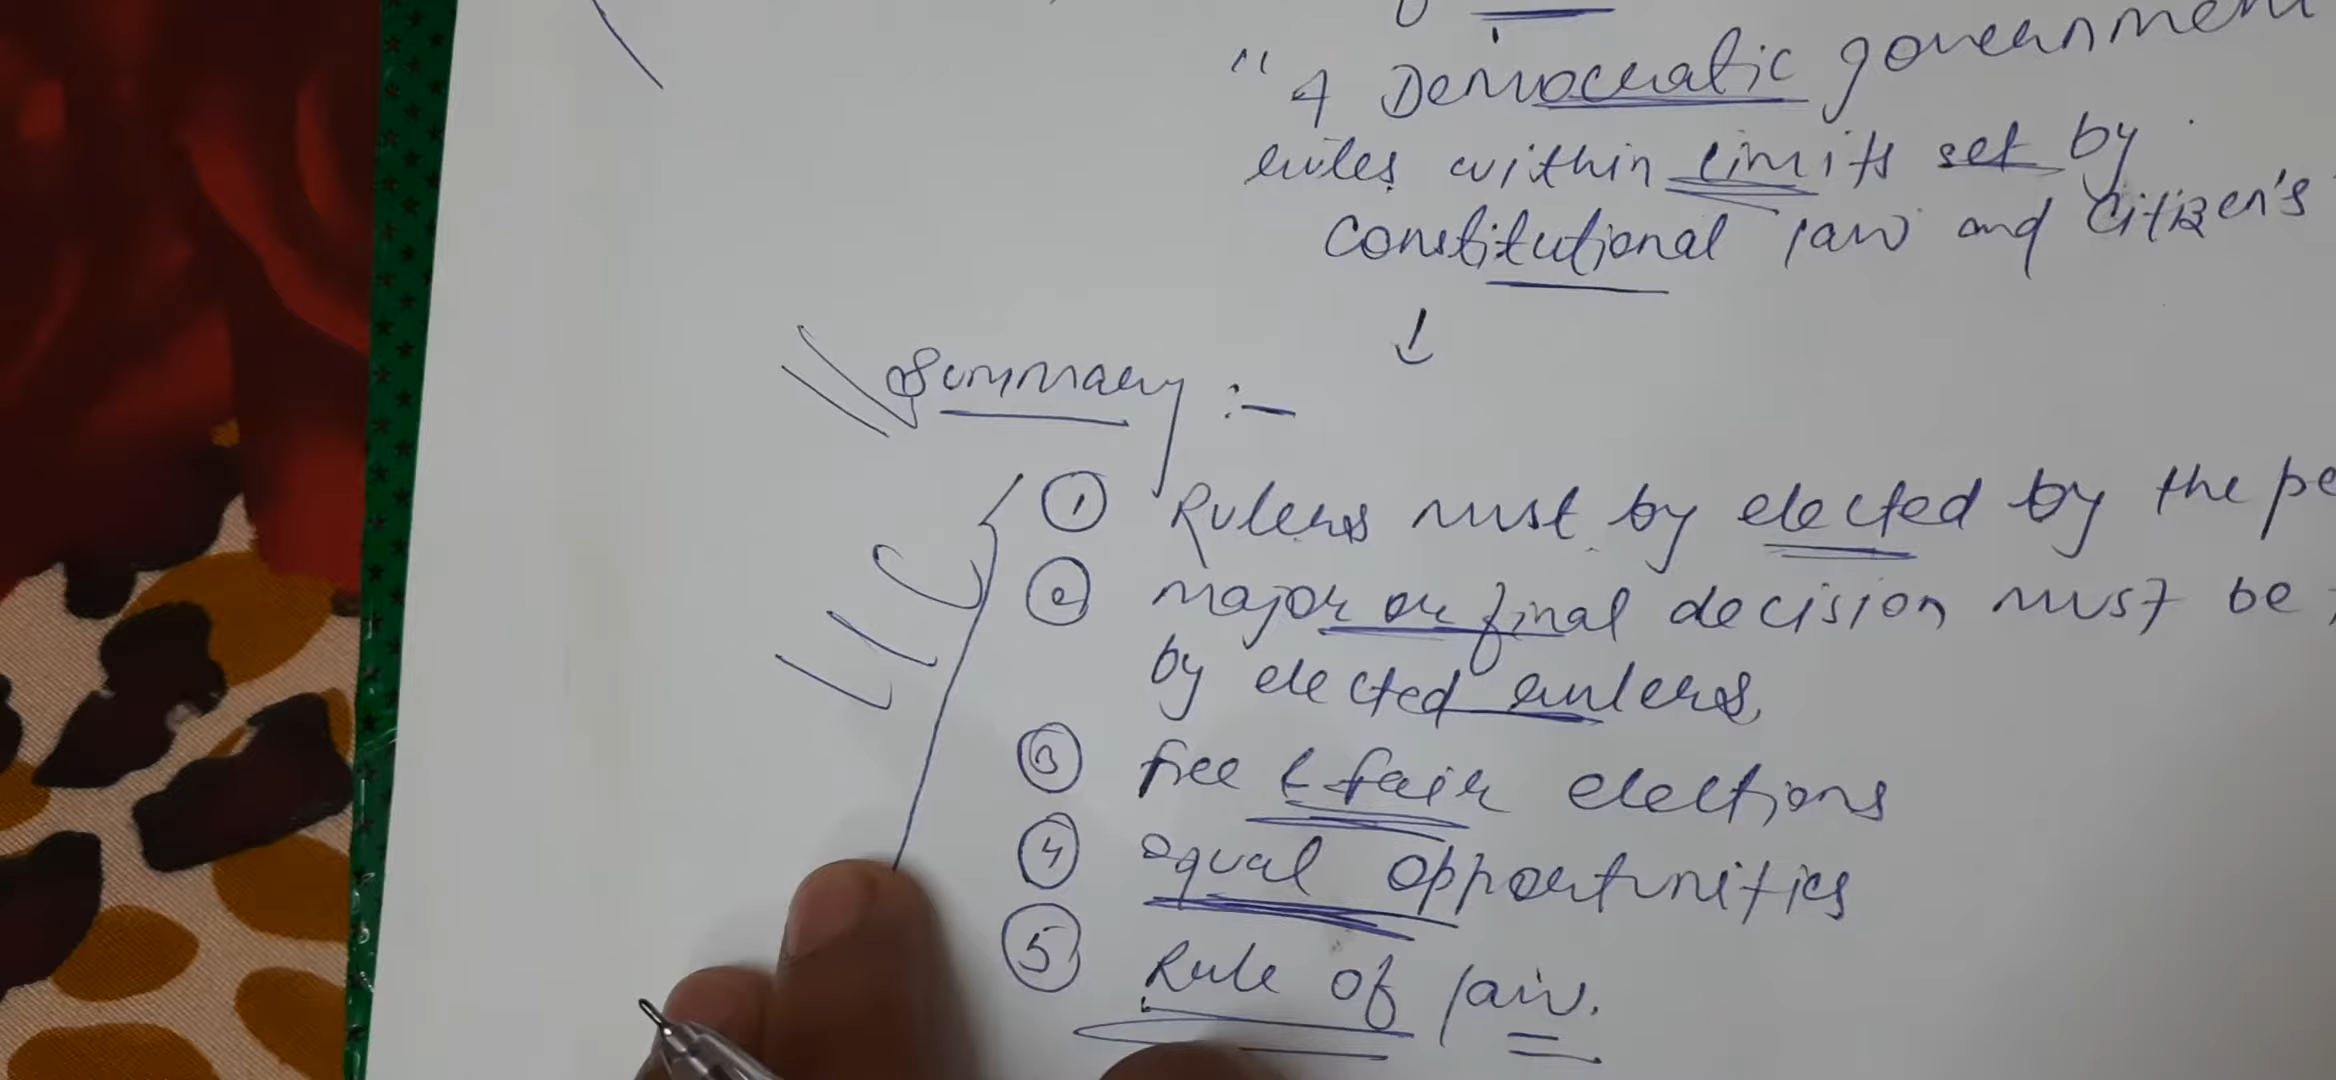 " A Democratic government
rules within limits set by
constitutional law and citizen's
↓
Summary :-
① Rulers must by elected by the pe
② major or final decision must be
by elected rulers.
③ free & fair elections
④ equal opportunities
⑤ Rule of law.